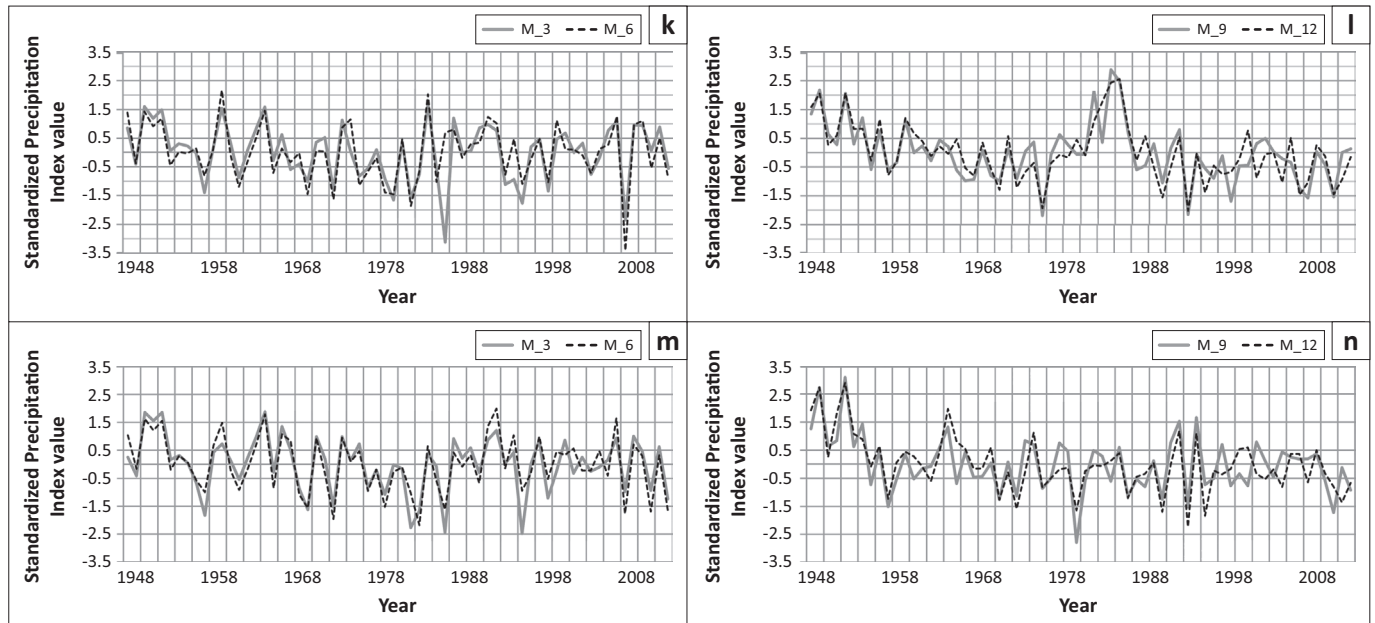 M_3 M_6 k
Standardized Precipitation
Index value
3.5
2.5
1.5
0.5
-0.5
-1.5
-2.5
-3.5
1948 1958 1968 1978 1988 1998 2008
Year
M_9 M_12 l
Standardized Precipitation
Index value
3.5
2.5
1.5
0.5
-0.5
-1.5
-2.5
-3.5
1948 1958 1968 1978 1988 1998 2008
Year
M_3 M_6 m
Standardized Precipitation
Index value
3.5
2.5
1.5
0.5
-0.5
-1.5
-2.5
-3.5
1948 1958 1968 1978 1988 1998 2008
Year
M_9 M_12 n
Standardized Precipitation
Index value
3.5
2.5
1.5
0.5
-0.5
-1.5
-2.5
-3.5
1948 1958 1968 1978 1988 1998 2008
Year